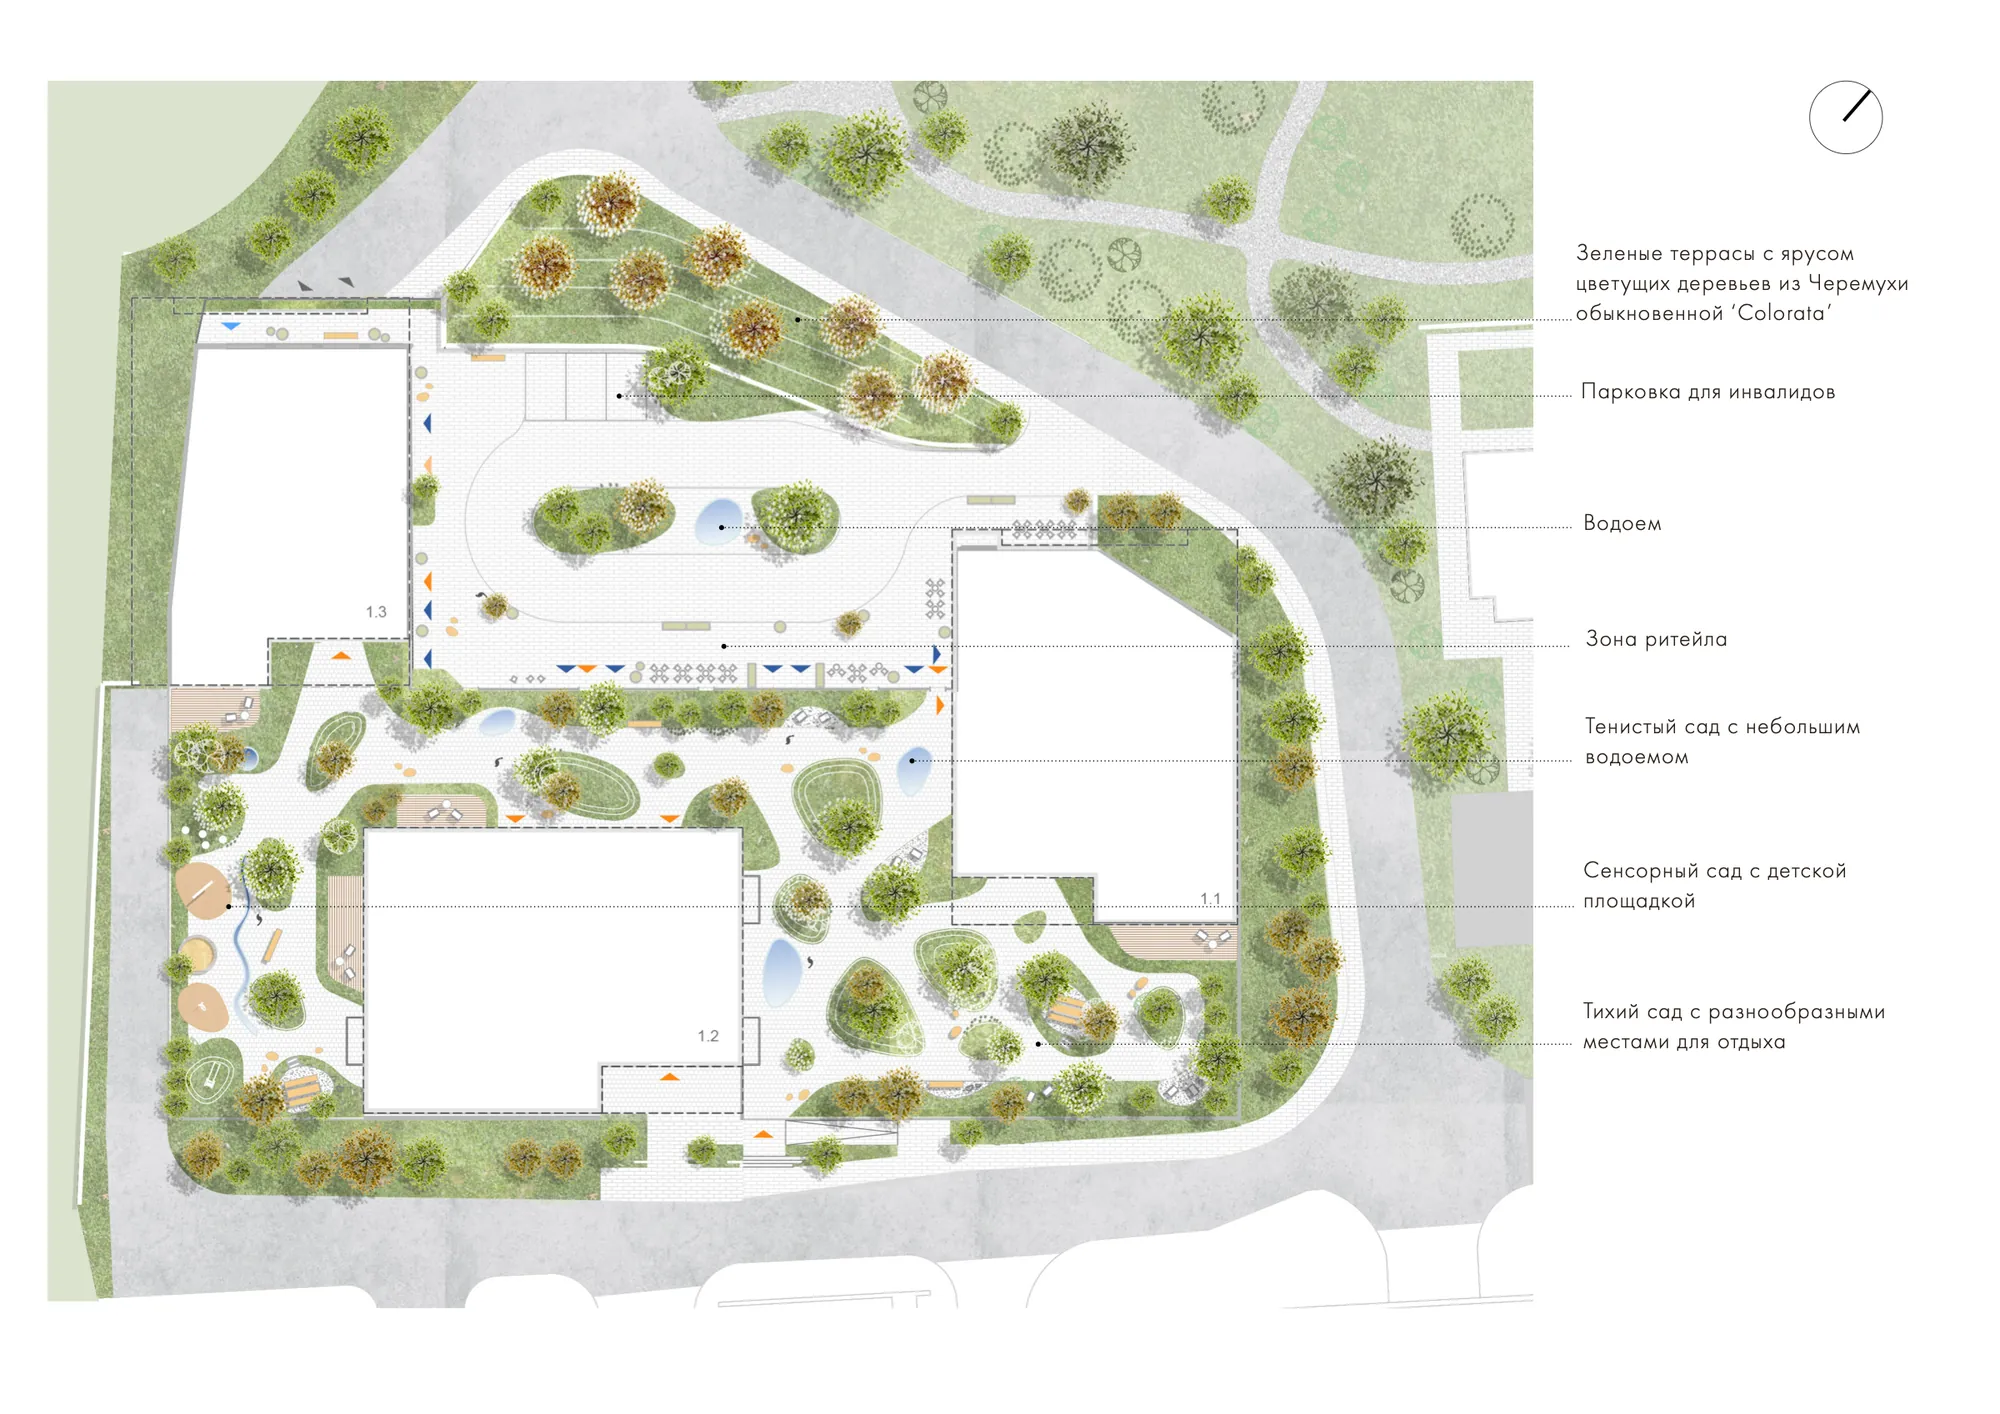 Зеленые террасы с ярусом
цветущих деревьев из Черемухи
обыкновенной ‘Colorata’
Парковка для инвалидов
Водоем
1.3
Зона ритейла
Тенистый сад с небольшим
водоемом
Сенсорный сад с детской
площадкой
1.1
Тихий сад с разнообразными
местами для отдыха
1.2